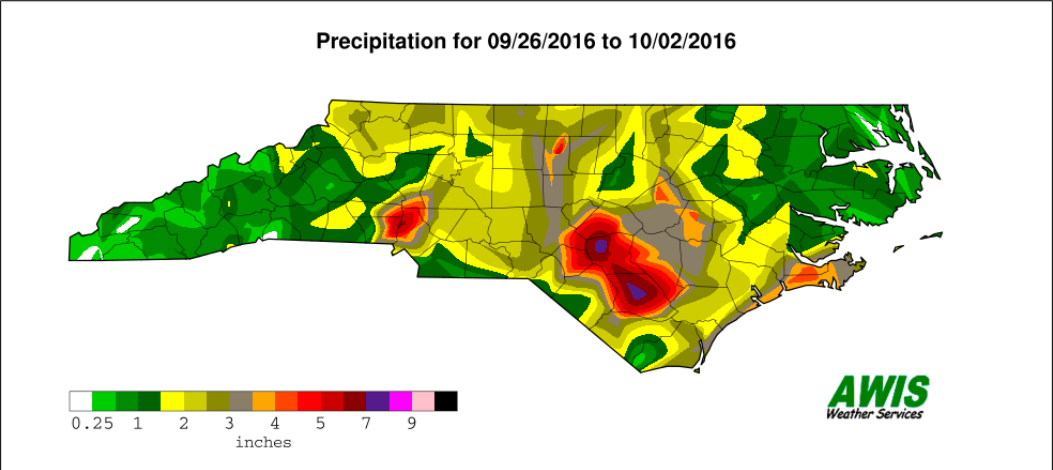 Precipitation for 09/26/2016 to 10/02/2016
0.25 1 2 3 4 5 7 9
inches
AWIS
Weather Services